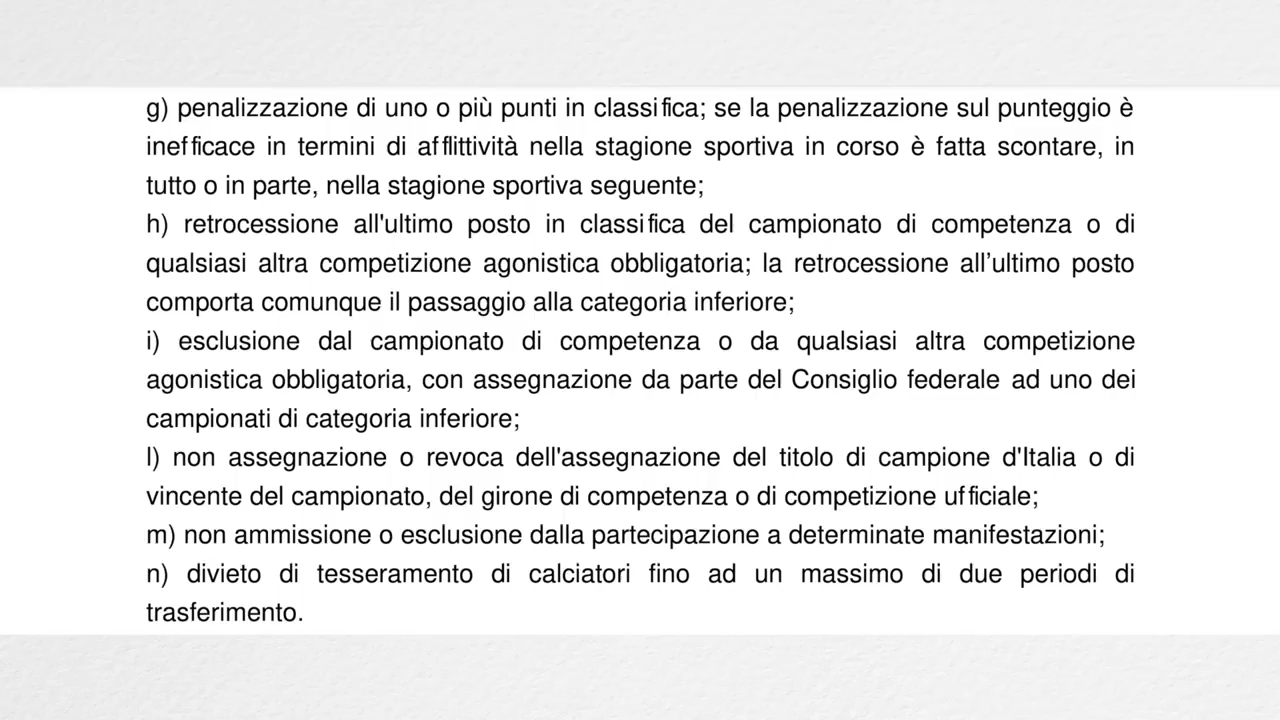 g) penalizzazione di uno o più punti in classifica; se la penalizzazione sul punteggio è
inefficace in termini di afflittività nella stagione sportiva in corso è fatta scontare, in
tutto o in parte, nella stagione sportiva seguente;
h) retrocessione all'ultimo posto in classifica del campionato di competenza o di
qualsiasi altra competizione agonistica obbligatoria; la retrocessione all’ultimo posto
comporta comunque il passaggio alla categoria inferiore;
i) esclusione dal campionato di competenza o da qualsiasi altra competizione
agonistica obbligatoria, con assegnazione da parte del Consiglio federale ad uno dei
campionati di categoria inferiore;
l) non assegnazione o revoca dell'assegnazione del titolo di campione d'Italia o di
vincente del campionato, del girone di competenza o di competizione ufficiale;
m) non ammissione o esclusione dalla partecipazione a determinate manifestazioni;
n) divieto di tesseramento di calciatori fino ad un massimo di due periodi di
trasferimento.